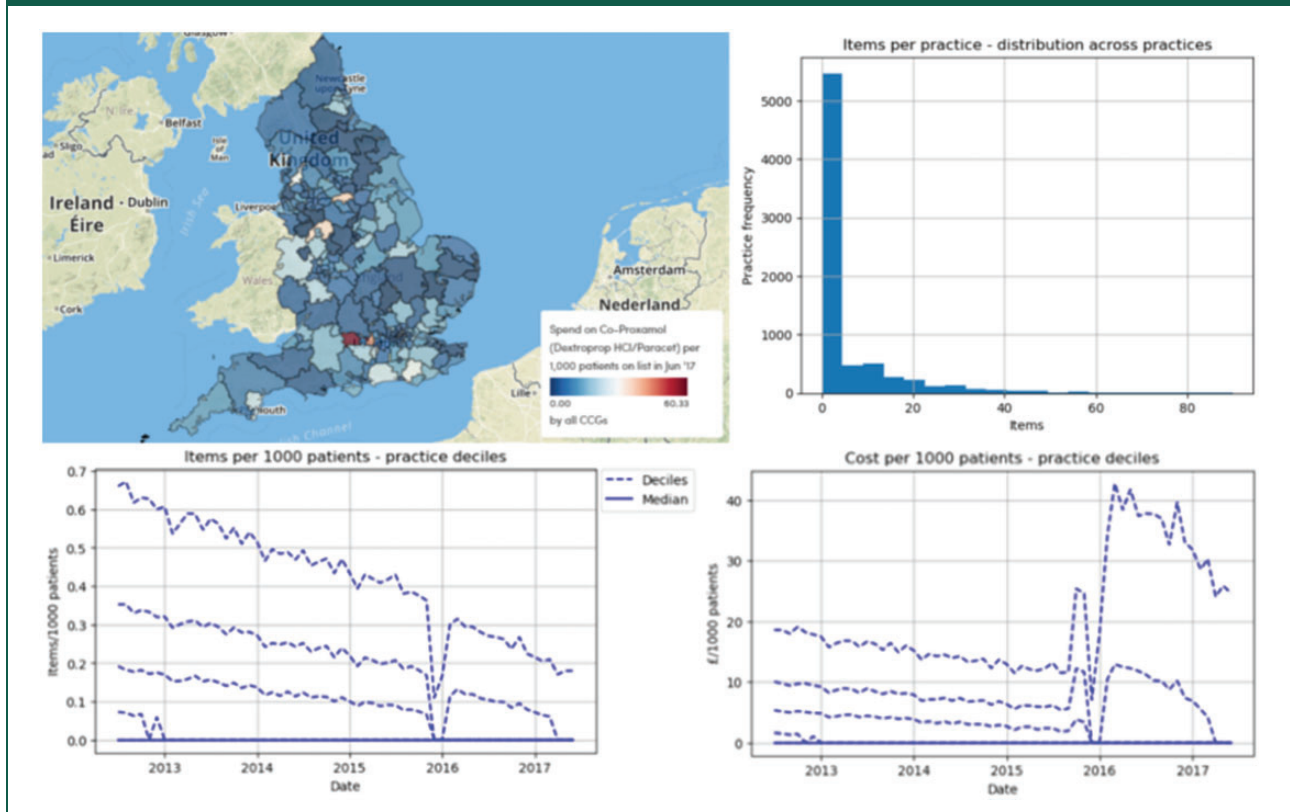 Glasgow
Newcastle
upon Tyne
N'Ire
Belfast
Sligo
Isle
of
Man
United
Kingdom
Irish Sea
Ireland
Éire
Dublin
Liverpool
Limerick
Wales
Cork
Amsterdam
Nederland
Lille
outh
ish Channel
Spend on Co-Proxamol
(Dextroprop HCl/Paracet) per
1,000 patients on list in Jun '17
0.00 60.33
by all CCGs
Items per practice - distribution across practices
Practice frequency
5000
4000
3000
2000
1000
0
0 20 40 60 80
Items
Items per 1000 patients - practice deciles
Items/1000 patients
0.7
0.6
0.5
0.4
0.3
0.2
0.1
0.0
2013 2014 2015 2016 2017
Date
Deciles
Median
Cost per 1000 patients - practice deciles
£/1000 patients
40
30
20
10
0
2013 2014 2015 2016 2017
Date